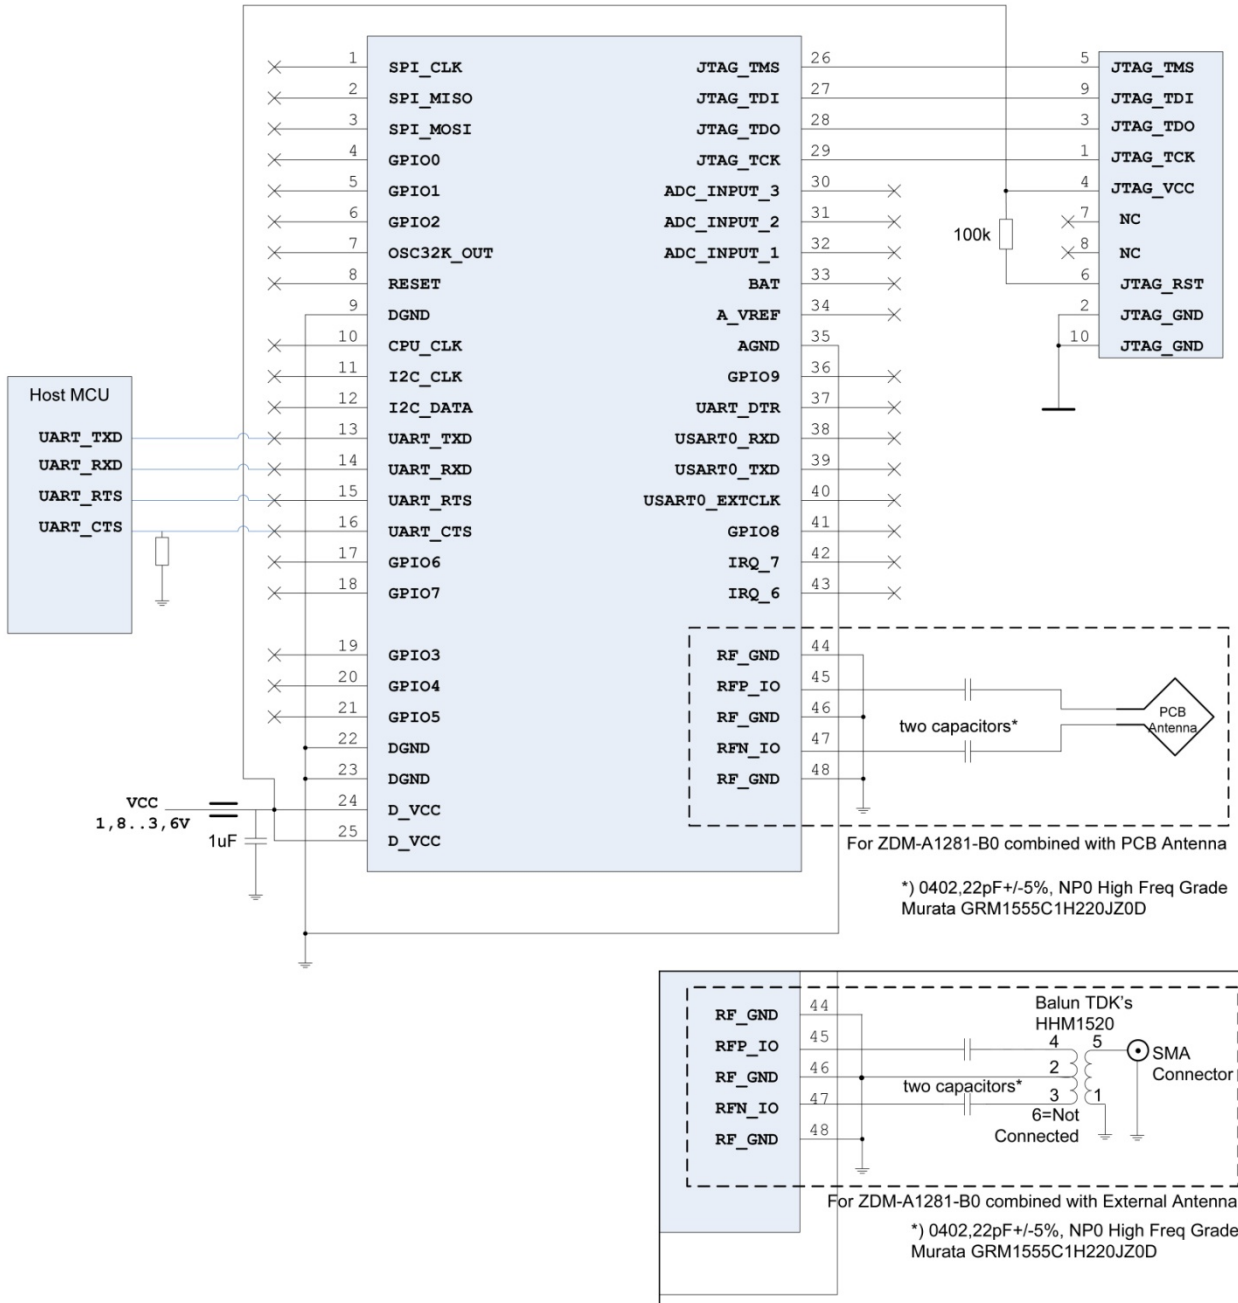 1 SPI_CLK JTAG_TMS 26 5 JTAG_TMS
2 SPI_MISO JTAG_TDI 27 9 JTAG_TDI
3 SPI_MOSI JTAG_TDO 28 3 JTAG_TDO
4 GPIO0 JTAG_TCK 29 1 JTAG_TCK
5 GPIO1 ADC_INPUT_3 30 4 JTAG_VCC
6 GPIO2 ADC_INPUT_2 31 7 NC
100k
7 OSC32K_OUT ADC_INPUT_1 32 8 NC
8 RESET BAT 33 6 JTAG_RST
9 DGND A_VREF 34 2 JTAG_GND
10 CPU_CLK AGND 35 10 JTAG_GND
11 I2C_CLK GPIO9 36
Host MCU
12 I2C_DATA UART_DTR 37
UART_TXD 13 UART_TXD USART0_RXD 38
UART_RXD 14 UART_RXD USART0_TXD 39
UART_RTS 15 UART_RTS USART0_EXTCLK 40
UART_CTS 16 UART_CTS GPIO8 41
17 GPIO6 IRQ_7 42
18 GPIO7 IRQ_6 43
19 GPIO3 RF_GND 44
20 GPIO4 RFP_IO 45
21 GPIO5 RF_GND 46
two capacitors*
PCB
Antenna
22 DGND RFN_IO 47
23 DGND RF_GND 48
VCC 24 D_VCC
1,8..3,6V
1uF 25 D_VCC
For ZDM-A1281-B0 combined with PCB Antenna
*) 0402,22pF+/-5%, NP0 High Freq Grade
Murata GRM1555C1H220JZ0D
Balun TDK's
HHM1520
RF_GND 44
RFP_IO 45 4 5
SMA
Connector
RF_GND 46 2
two capacitors*
RFN_IO 47 3 1
6=Not
Connected
RF_GND 48
For ZDM-A1281-B0 combined with External Antenna
*) 0402,22pF+/-5%, NP0 High Freq Grade
Murata GRM1555C1H220JZ0D